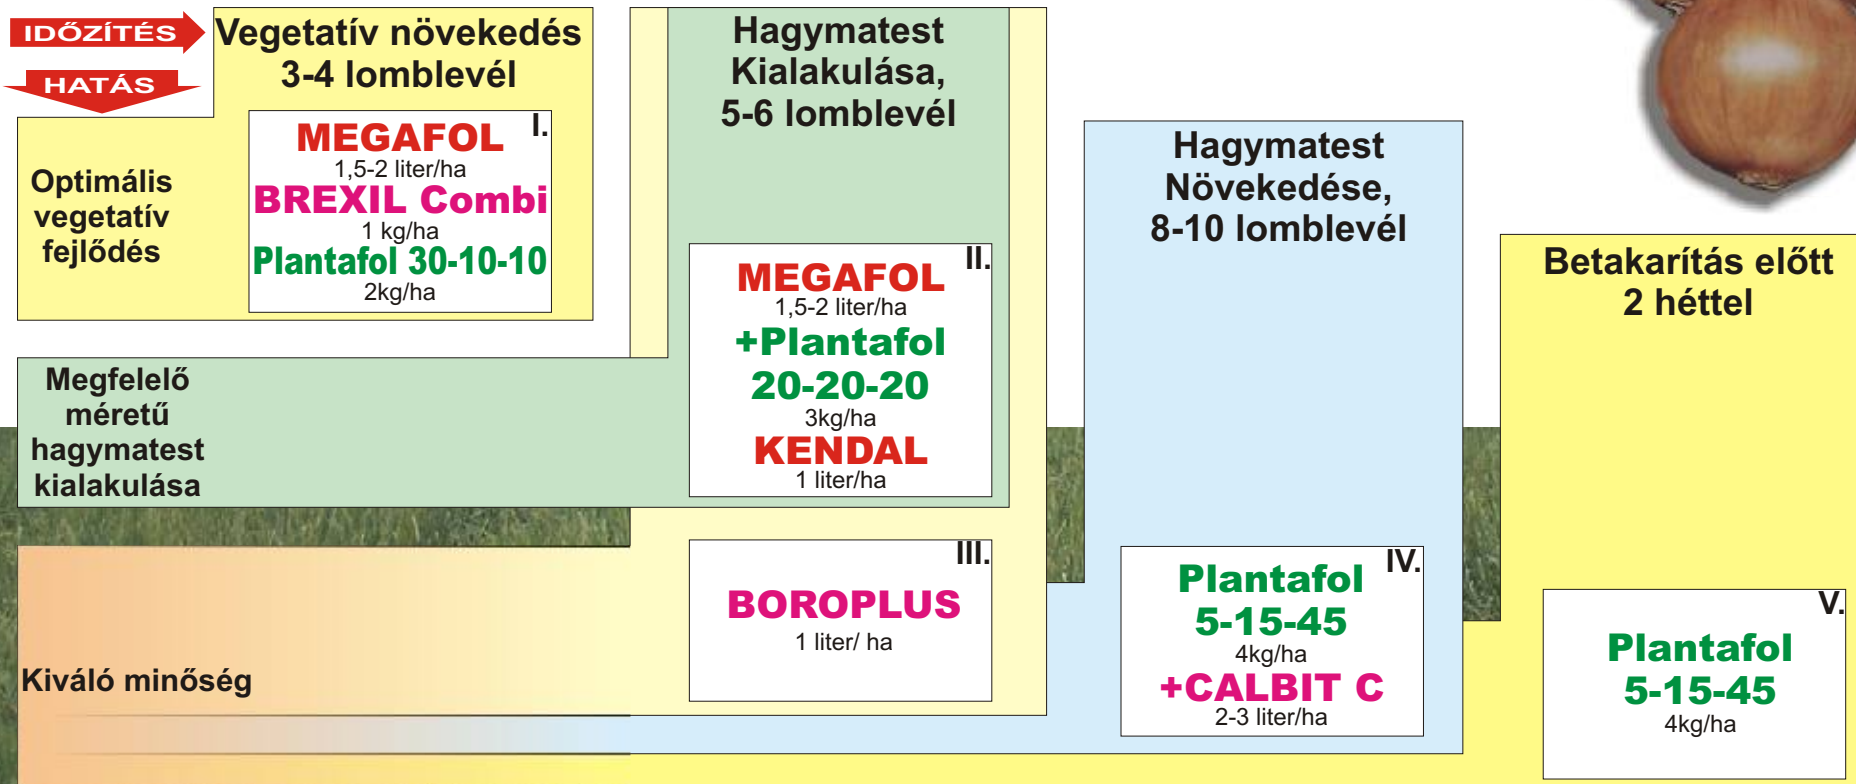 IDŐZÍTÉS
HATÁS
Vegetatív növekedés
3-4 lomblevél
Optimális
vegetatív
fejlődés
I.
MEGAFOL
1,5-2 liter/ha
BREXIL Combi
1 kg/ha
Plantafol 30-10-10
2kg/ha
Hagymatest
Kialakulása,
5-6 lomblevél
Megfelelő
méretű
hagymatest
kialakulása
II.
MEGAFOL
1,5-2 liter/ha
+Plantafol
20-20-20
3kg/ha
KENDAL
1 liter/ha
Kiváló minőség
III.
BOROPLUS
1 liter/ ha
Hagymatest
Növekedése,
8-10 lomblevél
IV.
Plantafol
5-15-45
4kg/ha
+CALBIT C
2-3 liter/ha
Betakarítás előtt
2 héttel
V.
Plantafol
5-15-45
4kg/ha